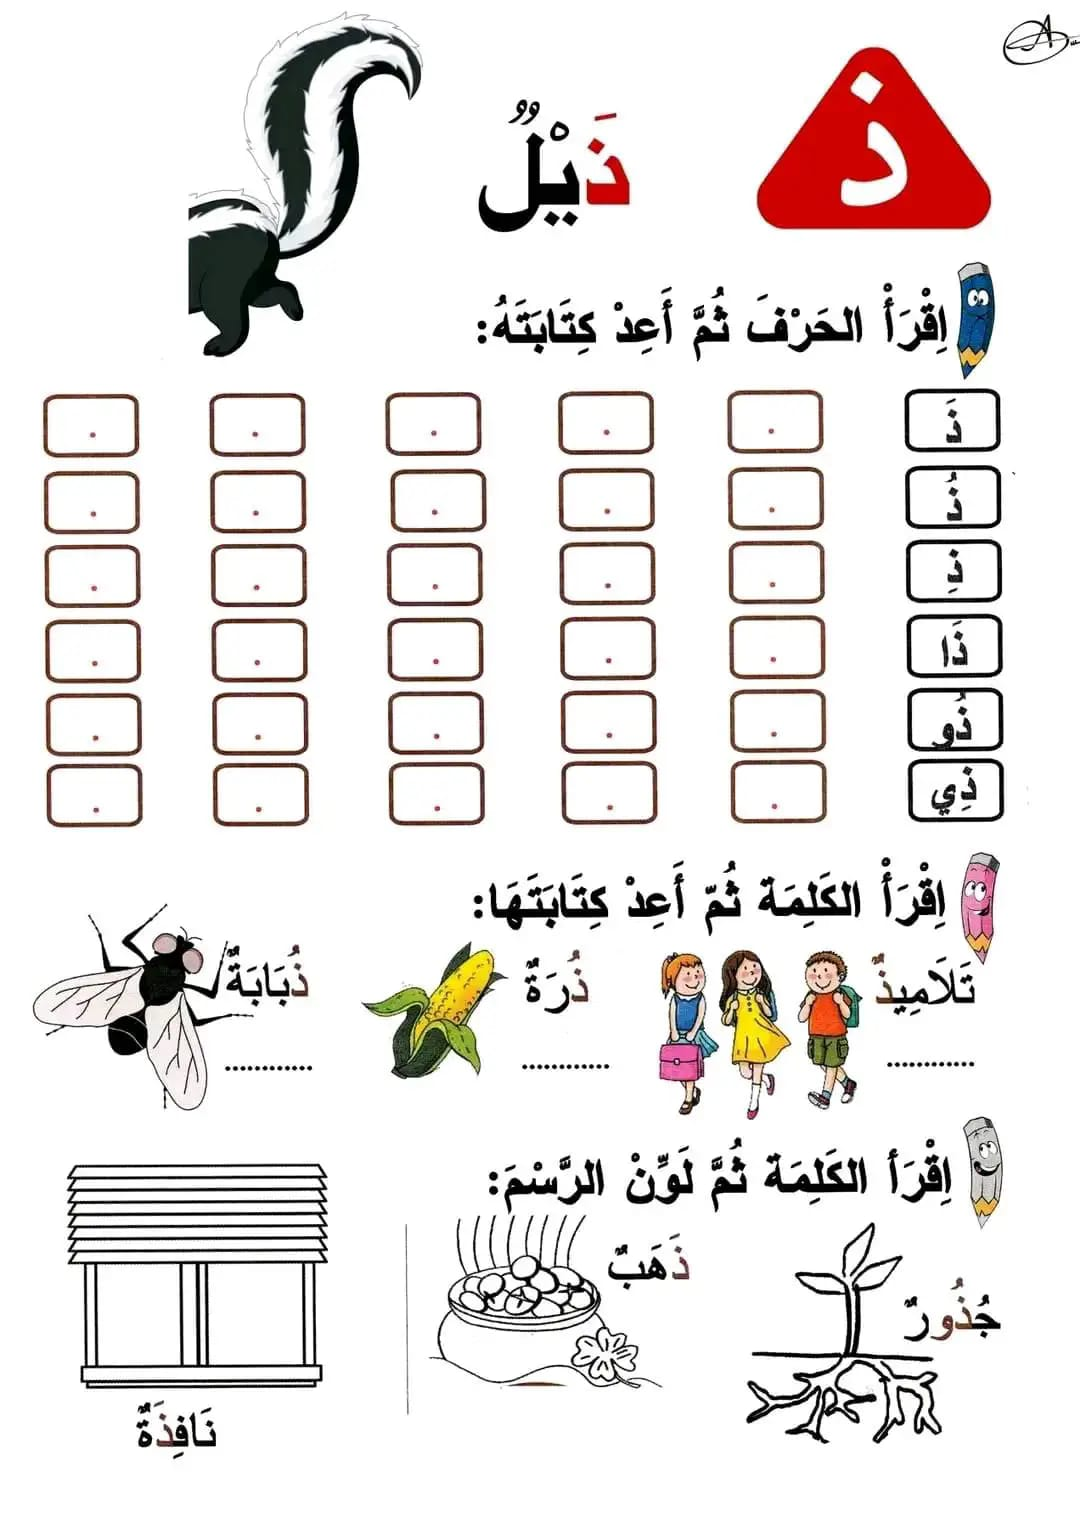 ذ
ذَيْلٌ
اِقْرَأْ الحَرْفَ ثُمَّ أَعِدْ كِتَابَتَهُ:
ذَ
ذُ
ذِ
ذَا
ذُو
ذِي
اِقْرَأْ الكَلِمَة ثُمّ أَعِدْ كِتَابَتَهَا:
تَلَامِيذٌ
ذُرَةٌ
ذُبَابَةٌ
............ ............ ............
اِقْرَأ الكَلِمَة ثُمَّ لَوِّنْ الرَّسْمَ:
جُذُورٌ
ذَهَبٌ
نَافِذَةٌ